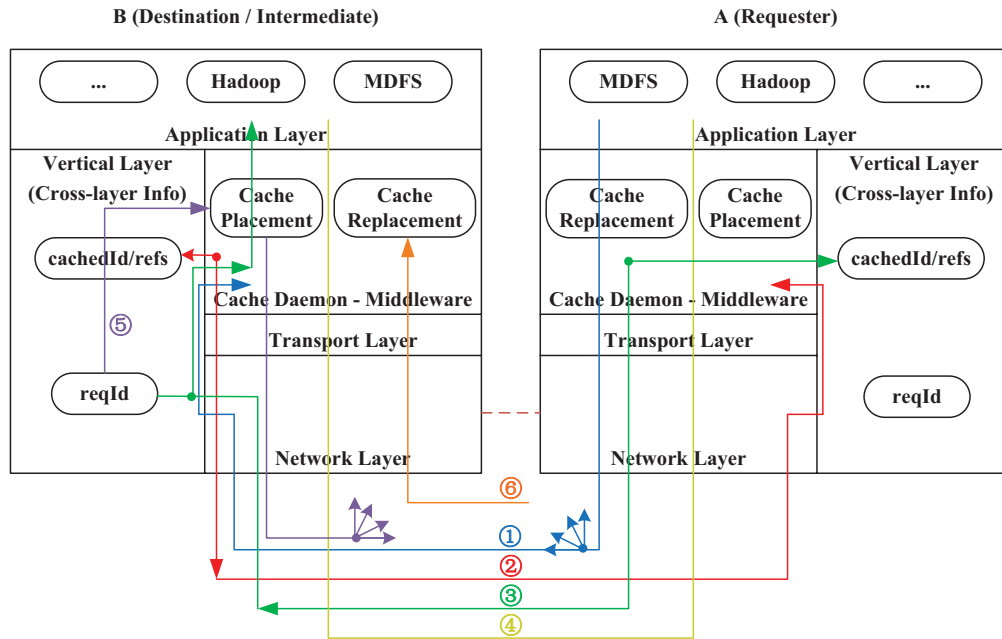 B (Destination / Intermediate)
A (Requester)
...
Hadoop
MDFS
Application Layer
Vertical Layer
(Cross-layer Info)
Cache
Placement
Cache
Replacement
cachedId/refs
Cache Daemon - Middleware
⑤
Transport Layer
reqId
Network Layer
MDFS
Hadoop
...
Application Layer
Cache
Replacement
Cache
Placement
Vertical Layer
(Cross-layer Info)
cachedId/refs
Cache Daemon - Middleware
Transport Layer
reqId
Network Layer
⑥
①
②
③
④